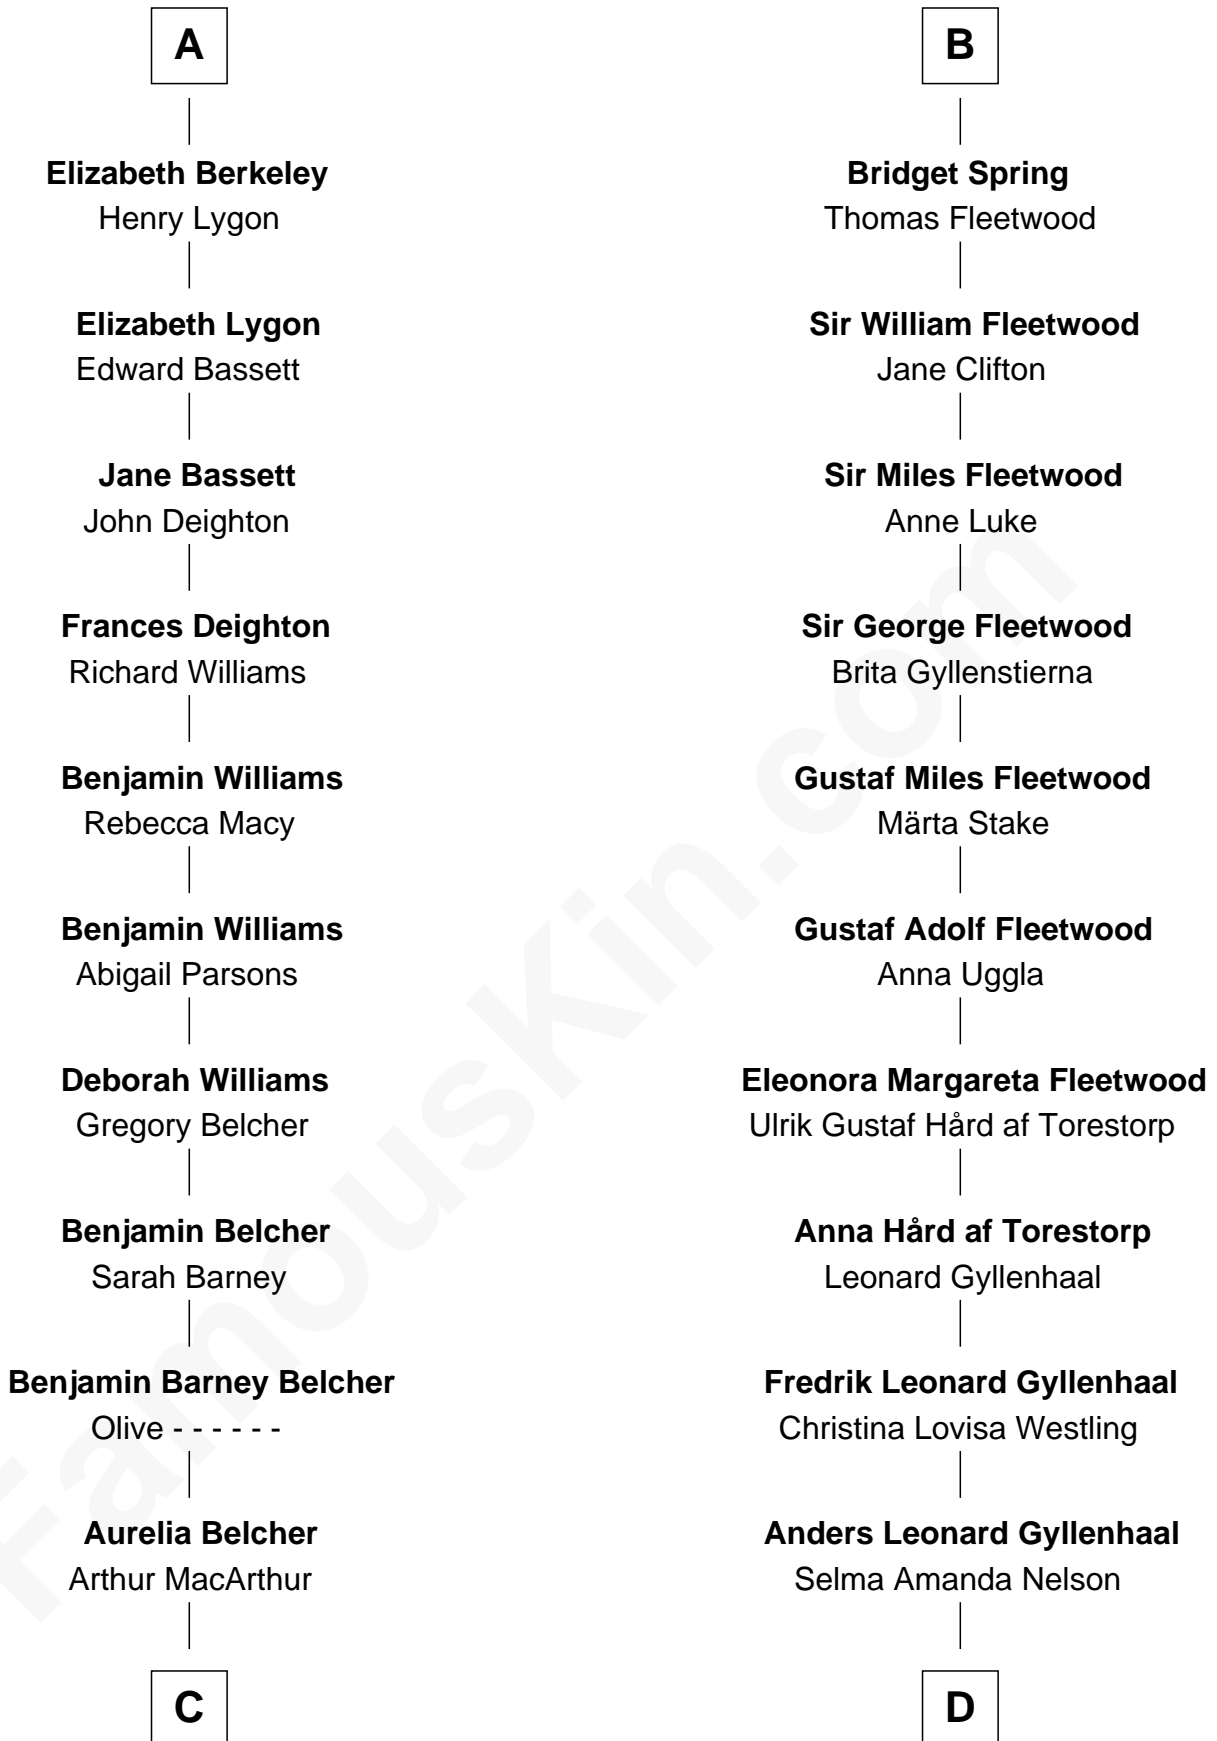 A
Elizabeth Berkeley
Henry Lygon
Elizabeth Lygon
Edward Bassett
Jane Bassett
John Deighton
Frances Deighton
Richard Williams
Benjamin Williams
Rebecca Macy
Benjamin Williams
Abigail Parsons
Deborah Williams
Gregory Belcher
Benjamin Belcher
Sarah Barney
Benjamin Barney Belcher
Olive - - - - - -
Aurelia Belcher
Arthur MacArthur
C
B
Bridget Spring
Thomas Fleetwood
Sir William Fleetwood
Jane Clifton
Sir Miles Fleetwood
Anne Luke
Sir George Fleetwood
Brita Gyllenstierna
Gustaf Miles Fleetwood
Märta Stake
Gustaf Adolf Fleetwood
Anna Uggla
Eleonora Margareta Fleetwood
Ulrik Gustaf Hård af Torestorp
Anna Hård af Torestorp
Leonard Gyllenhaal
Fredrik Leonard Gyllenhaal
Christina Lovisa Westling
Anders Leonard Gyllenhaal
Selma Amanda Nelson
D
FamousKin.com